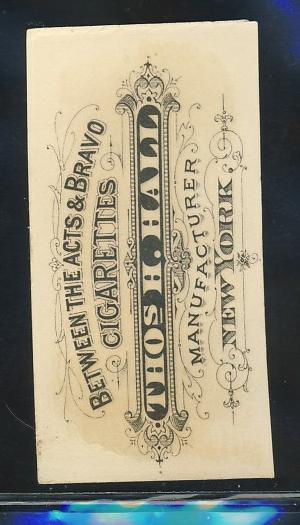 BETWEEN THE ACTS & BRAVO
CIGARETTES
THOS. H. HALL
MANUFACTURER
NEW YORK.